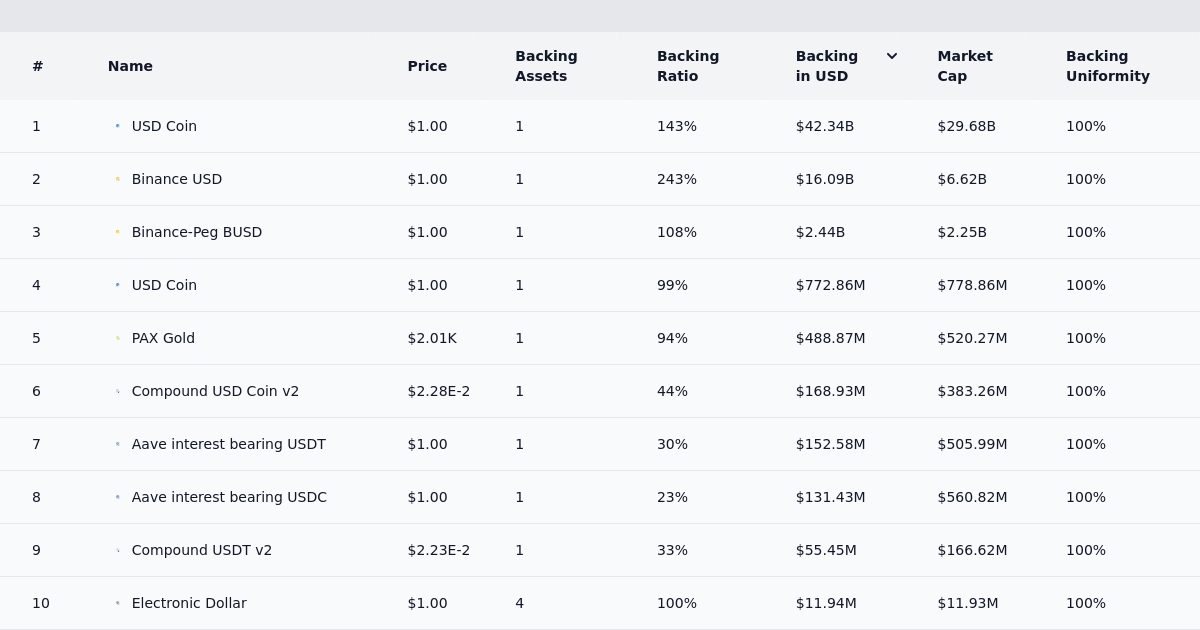 # Name Price Backing Assets Backing Ratio Backing in USD Market Cap Backing Uniformity
1 USD Coin $1.00 1 143% $42.34B $29.68B 100%
2 Binance USD $1.00 1 243% $16.09B $6.62B 100%
3 Binance-Peg BUSD $1.00 1 108% $2.44B $2.25B 100%
4 USD Coin $1.00 1 99% $772.86M $778.86M 100%
5 PAX Gold $2.01K 1 94% $488.87M $520.27M 100%
6 Compound USD Coin v2 $2.28E-2 1 44% $168.93M $383.26M 100%
7 Aave interest bearing USDT $1.00 1 30% $152.58M $505.99M 100%
8 Aave interest bearing USDC $1.00 1 23% $131.43M $560.82M 100%
9 Compound USDT v2 $2.23E-2 1 33% $55.45M $166.62M 100%
10 Electronic Dollar $1.00 4 100% $11.94M $11.93M 100%